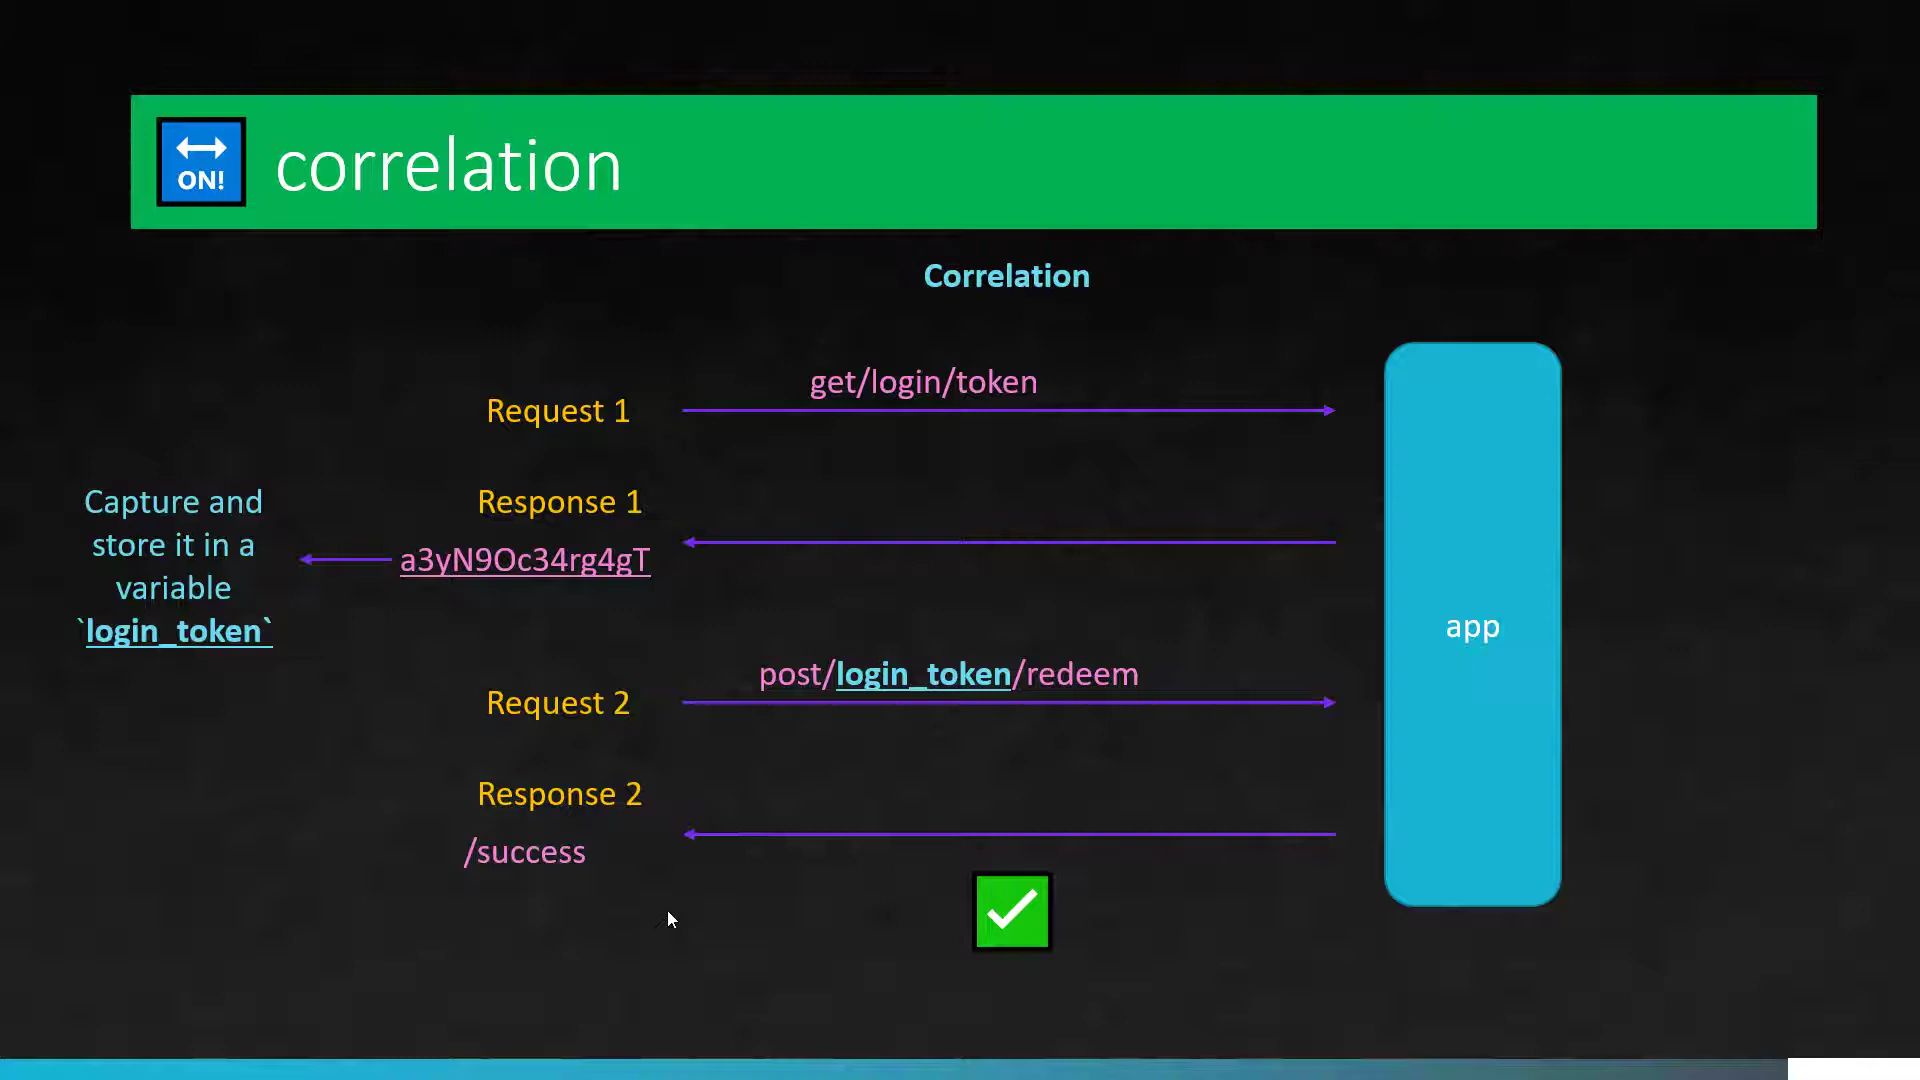 ON!
correlation
Correlation
get/login/token
Request 1
Response 1
a3yN9Oc34rg4gT
Capture and
store it in a
variable
`login_token`
app
post/login_token/redeem
Request 2
Response 2
/success